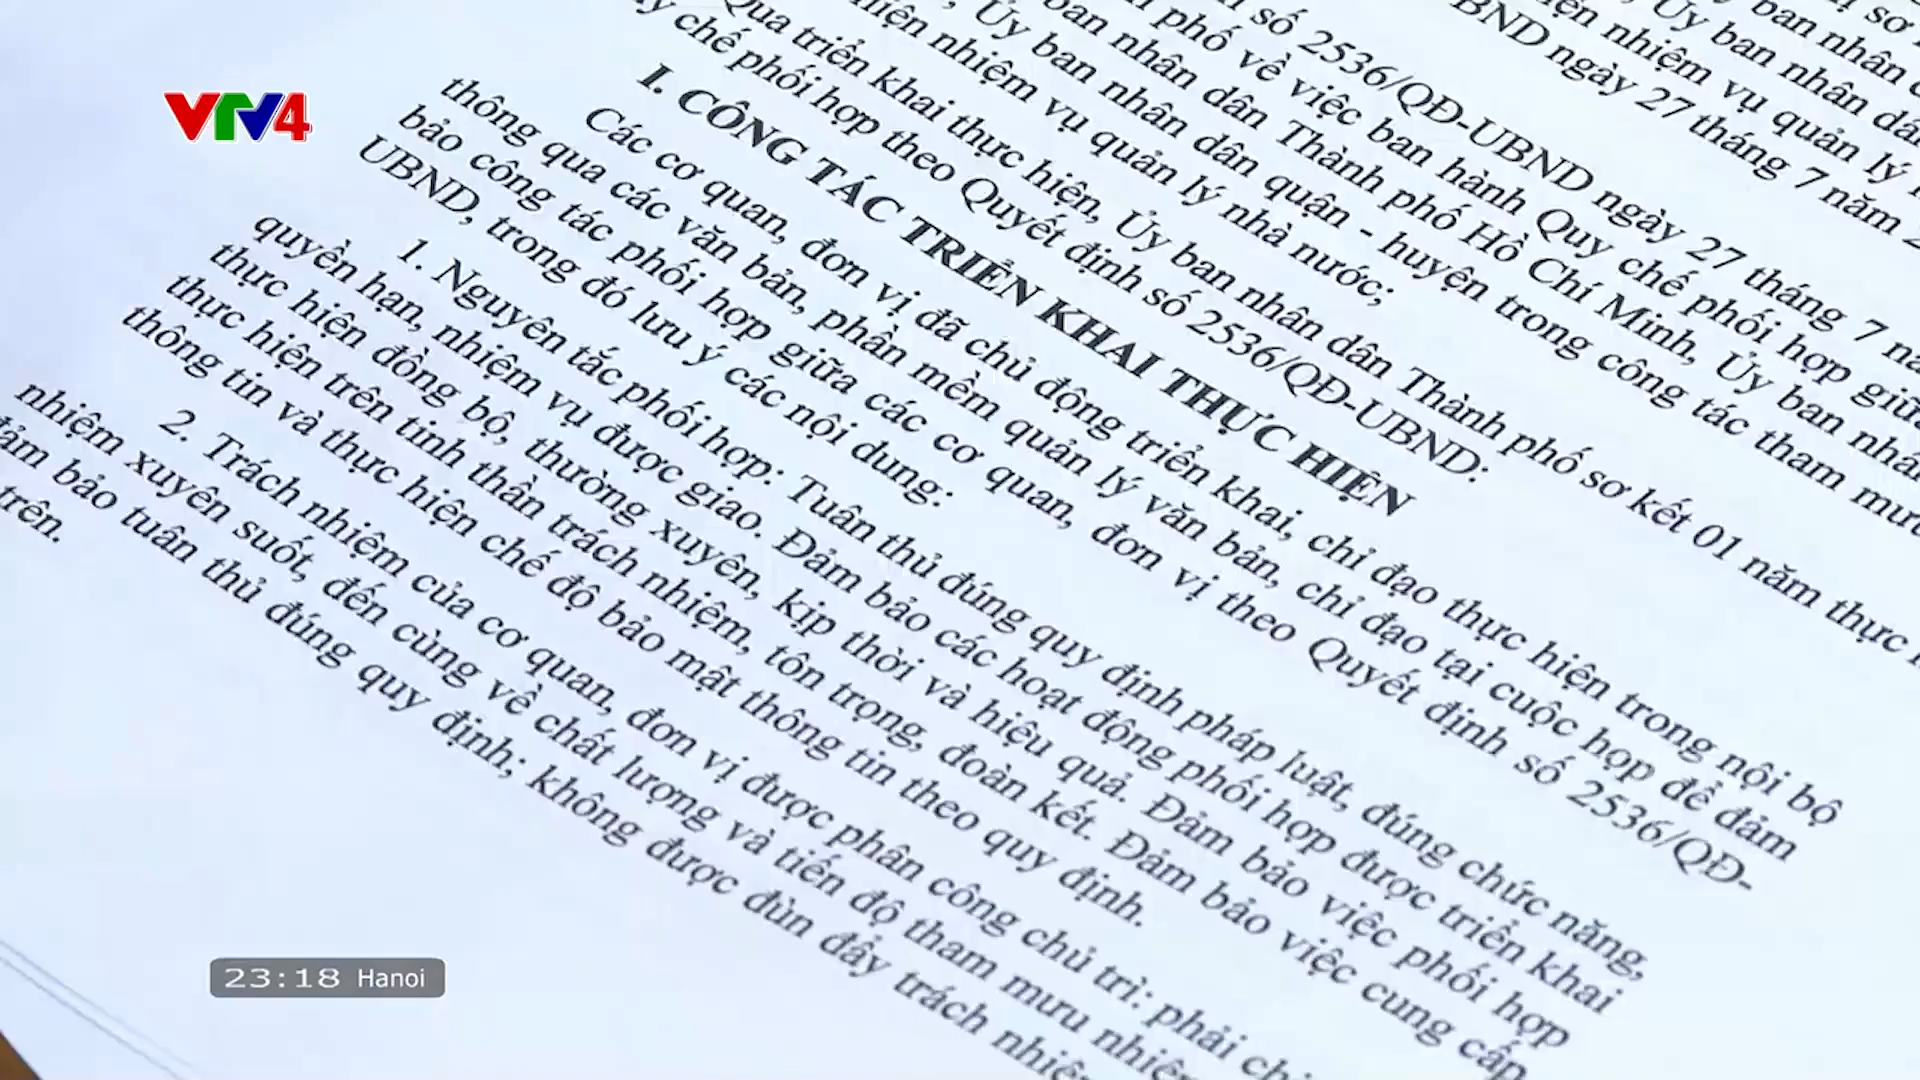 VTV4
số 2536/QĐ-UBND ngày 27 tháng 7
phố về việc ban hành Quy chế phối hợp giữa
ban nhân dân Thành phố Hồ Chí Minh, Ủy ban nhân
Ủy ban nhân dân quận - huyện trong công tác tham mưu
nhiệm vụ quản lý nhà nước;
Qua triển khai thực hiện, Ủy ban nhân dân Thành phố sơ kết 01 năm thực
chế phối hợp theo Quyết định số 2536/QĐ-UBND:
I. CÔNG TÁC TRIỂN KHAI THỰC HIỆN
Các cơ quan, đơn vị đã chủ động triển khai, chỉ đạo thực hiện trong nội bộ
thông qua các văn bản, phần mềm quản lý văn bản, chỉ đạo tại cuộc họp để đảm
bảo công tác phối hợp giữa các cơ quan, đơn vị theo Quyết định số 2536/QĐ-
UBND, trong đó lưu ý các nội dung:
1. Nguyên tắc phối hợp: Tuân thủ đúng quy định pháp luật, đúng chức năng,
quyền hạn, nhiệm vụ được giao. Đảm bảo các hoạt động phối hợp được triển khai
thực hiện đồng bộ, thường xuyên, kịp thời và hiệu quả. Đảm bảo việc phối hợp
thực hiện trên tinh thần trách nhiệm, tôn trọng, đoàn kết. Đảm bảo việc cung cấp
thông tin và thực hiện chế độ bảo mật thông tin theo quy định.
2. Trách nhiệm của cơ quan, đơn vị được phân công chủ trì: phải
nhiệm xuyên suốt, đến cùng về chất lượng và tiến độ tham mưu
bảo tuân thủ đúng quy định; không được đùn đẩy trách
trên.
23:18 Hanoi